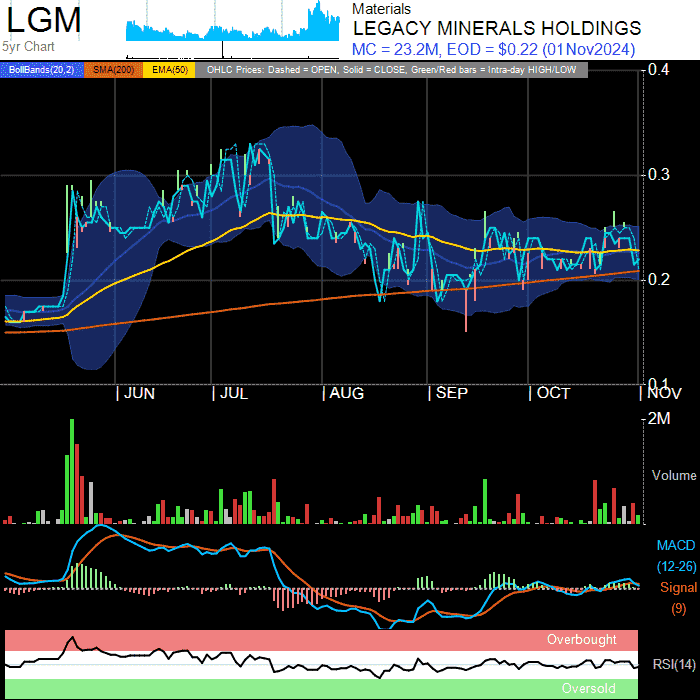 LGM
5yr Chart
Materials
LEGACY MINERALS HOLDINGS
MC = 23.2M, EOD = $0.22 (01Nov2024)
BollBands(20,2) SMA(200) EMA(50) OHLC Prices: Dashed = OPEN, Solid = CLOSE, Green/Red bars = Intra-day HIGH/LOW
0.4
0.3
0.2
0.1
| JUN | JUL | AUG | SEP | OCT | NOV
2M
Volume
MACD
(12-26)
Signal
(9)
Overbought
RSI(14)
Oversold